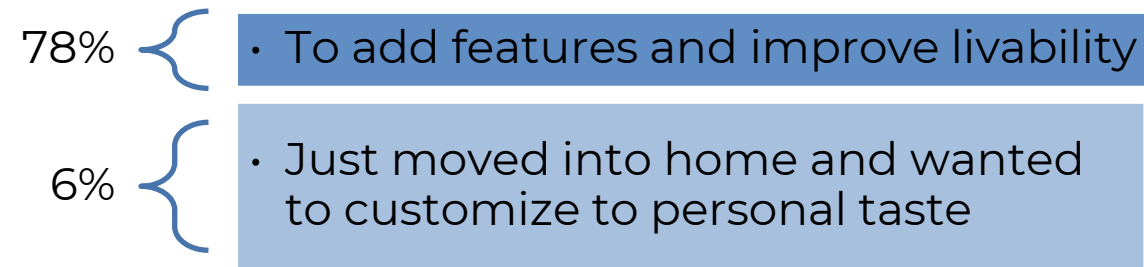 78%
• To add features and improve livability
6%
• Just moved into home and wanted
to customize to personal taste